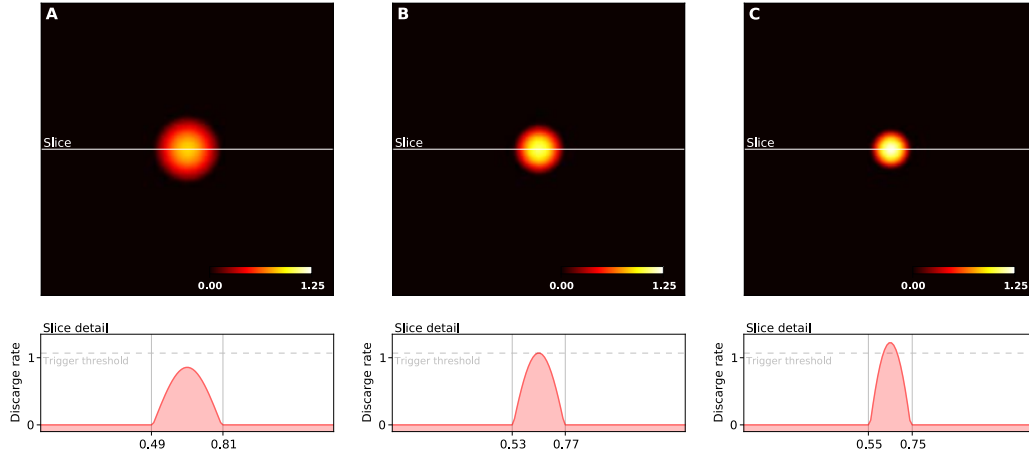 A
Slice
0.00 1.25
B
Slice
0.00 1.25
C
Slice
0.00 1.25
Slice detail
Trigger threshold
Discarge rate
1
0
0.49 0.81
Slice detail
Trigger threshold
Discarge rate
1
0
0.53 0.77
Slice detail
Trigger threshold
Discarge rate
1
0
0.55 0.75